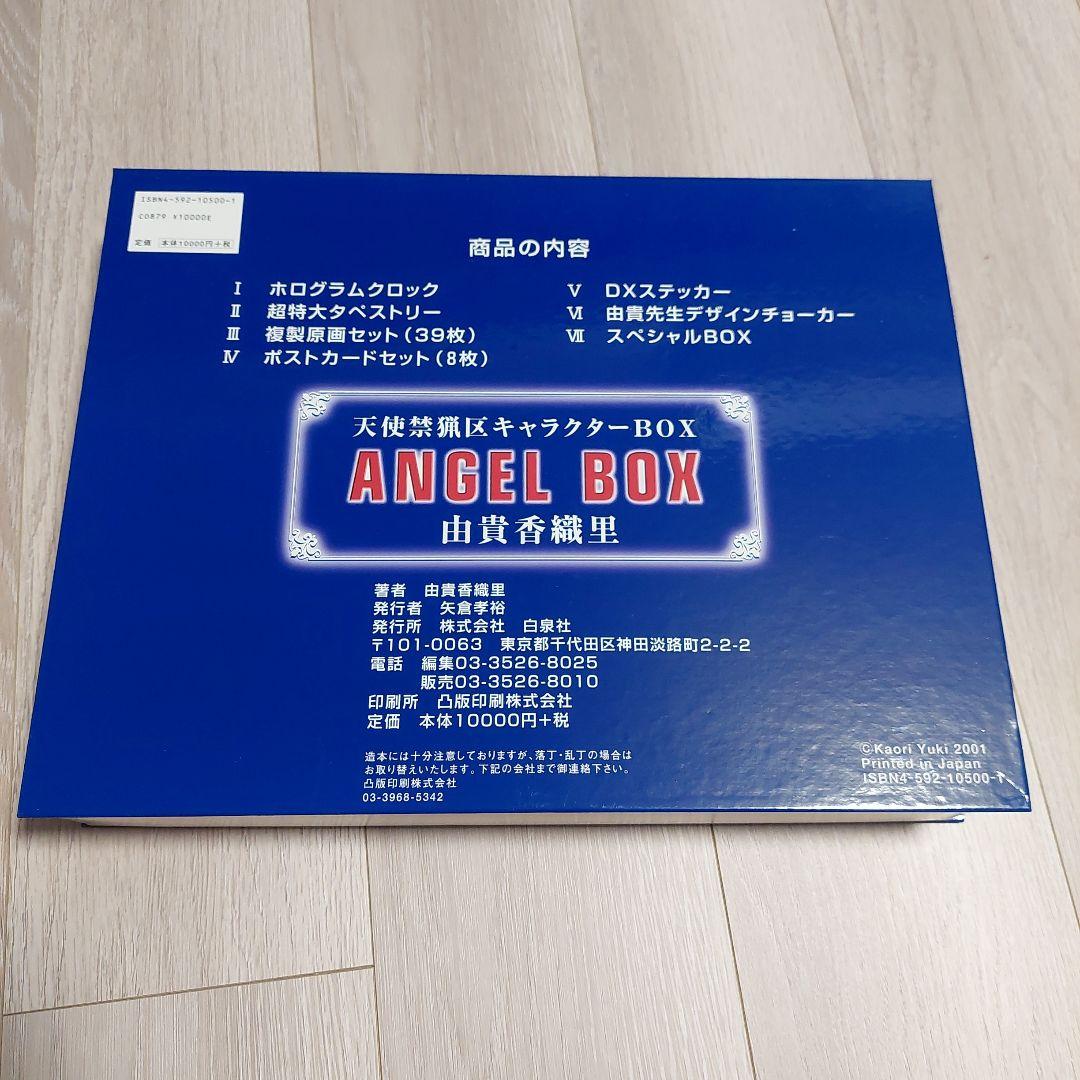 ISBN4-592-10500-1
C0879 ¥10000E
定価 本体10000円+税
商品の内容
Ⅰ ホログラムクロック
Ⅱ 超特大タペストリー
Ⅲ 複製原画セット(39枚)
Ⅳ ポストカードセット(8枚)
Ⅴ DXステッカー
Ⅵ 由貴先生デザインチョーカー
Ⅶ スペシャルBOX
天使禁猟区キャラクターBOX
ANGEL BOX
由貴香織里
著者 由貴香織里
発行者 矢倉孝裕
発行所 株式会社 白泉社
〒101-0063 東京都千代田区神田淡路町2-2-2
電話 編集03-3526-8025
販売03-3526-8010
印刷所 凸版印刷株式会社
定価 本体10000円+税
造本には十分注意しておりますが、落丁・乱丁の場合は
お取り替えいたします。下記の会社まで御連絡下さい。
凸版印刷株式会社
03-3968-5342
©Kaori Yuki 2001
Printed in Japan
ISBN4-592-10500-1